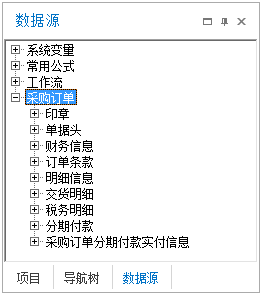 数据源
系统变量
常用公式
工作流
采购订单
印章
单据头
财务信息
订单条款
明细信息
交货明细
税务明细
分期付款
采购订单分期付款实付信息
项目 导航树 数据源